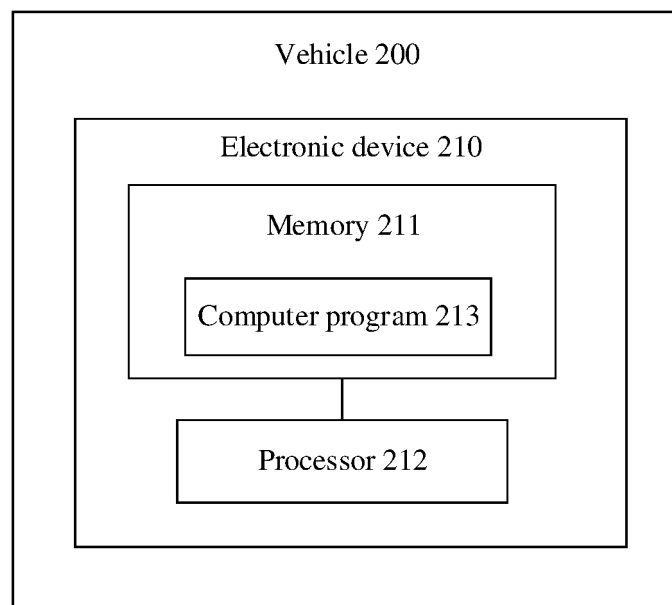 Vehicle 200
Electronic device 210
Memory 211
Computer program 213
Processor 212